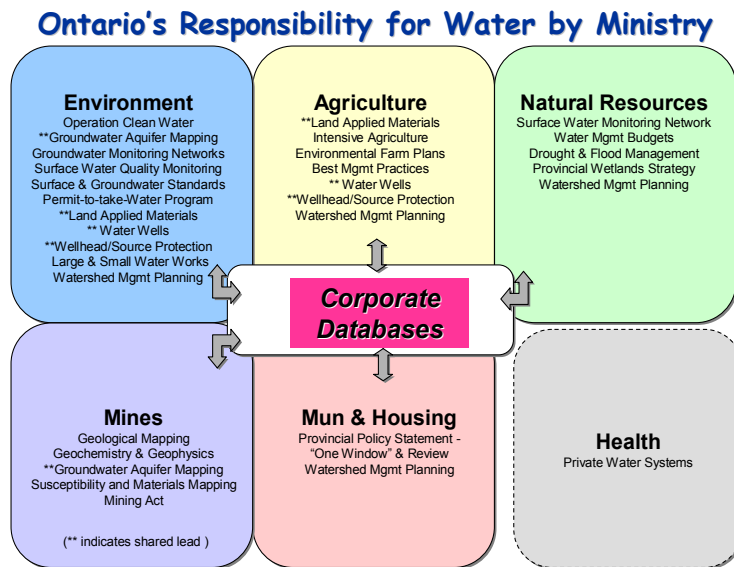 Ontario's Responsibility for Water by Ministry
Environment
Operation Clean Water
**Groundwater Aquifer Mapping
Groundwater Monitoring Networks
Surface Water Quality Monitoring
Surface & Groundwater Standards
Permit-to-take-Water Program
**Land Applied Materials
** Water Wells
**Wellhead/Source Protection
Large & Small Water Works
Watershed Mgmt Planning
Agriculture
**Land Applied Materials
Intensive Agriculture
Environmental Farm Plans
Best Mgmt Practices
** Water Wells
**Wellhead/Source Protection
Watershed Mgmt Planning
Natural Resources
Surface Water Monitoring Network
Water Mgmt Budgets
Drought & Flood Management
Provincial Wetlands Strategy
Watershed Mgmt Planning
Corporate
Databases
Mines
Geological Mapping
Geochemistry & Geophysics
**Groundwater Aquifer Mapping
Susceptibility and Materials Mapping
Mining Act
(** indicates shared lead )
Mun & Housing
Provincial Policy Statement -
“One Window” & Review
Watershed Mgmt Planning
Health
Private Water Systems